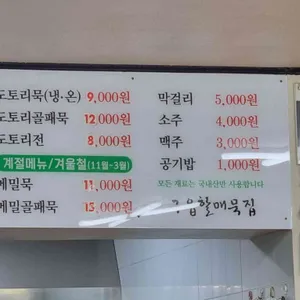 도토리묵(냉·온) 9,000원
도토리골패묵 12,000원
도토리전 8,000원
계절메뉴/겨울철(11월-3월)
메밀묵 11,000원
메밀골패묵 15,000원
막걸리 5,000원
소주 4,000원
맥주 3,000원
공기밥 1,000원
모든 재료는 국내산만 사용합니다
할매묵집